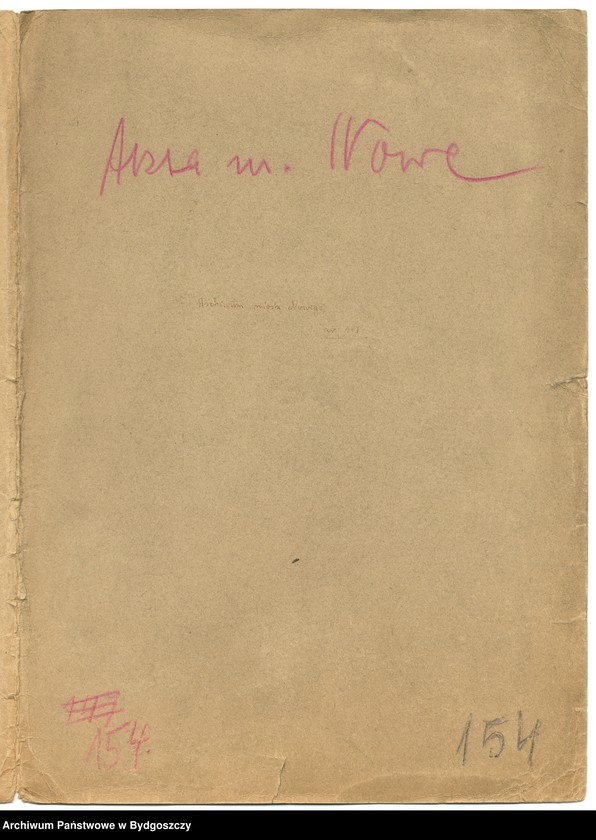 Akta m. Nowe
154.
154
Archiwum Państwowe w Bydgoszczy